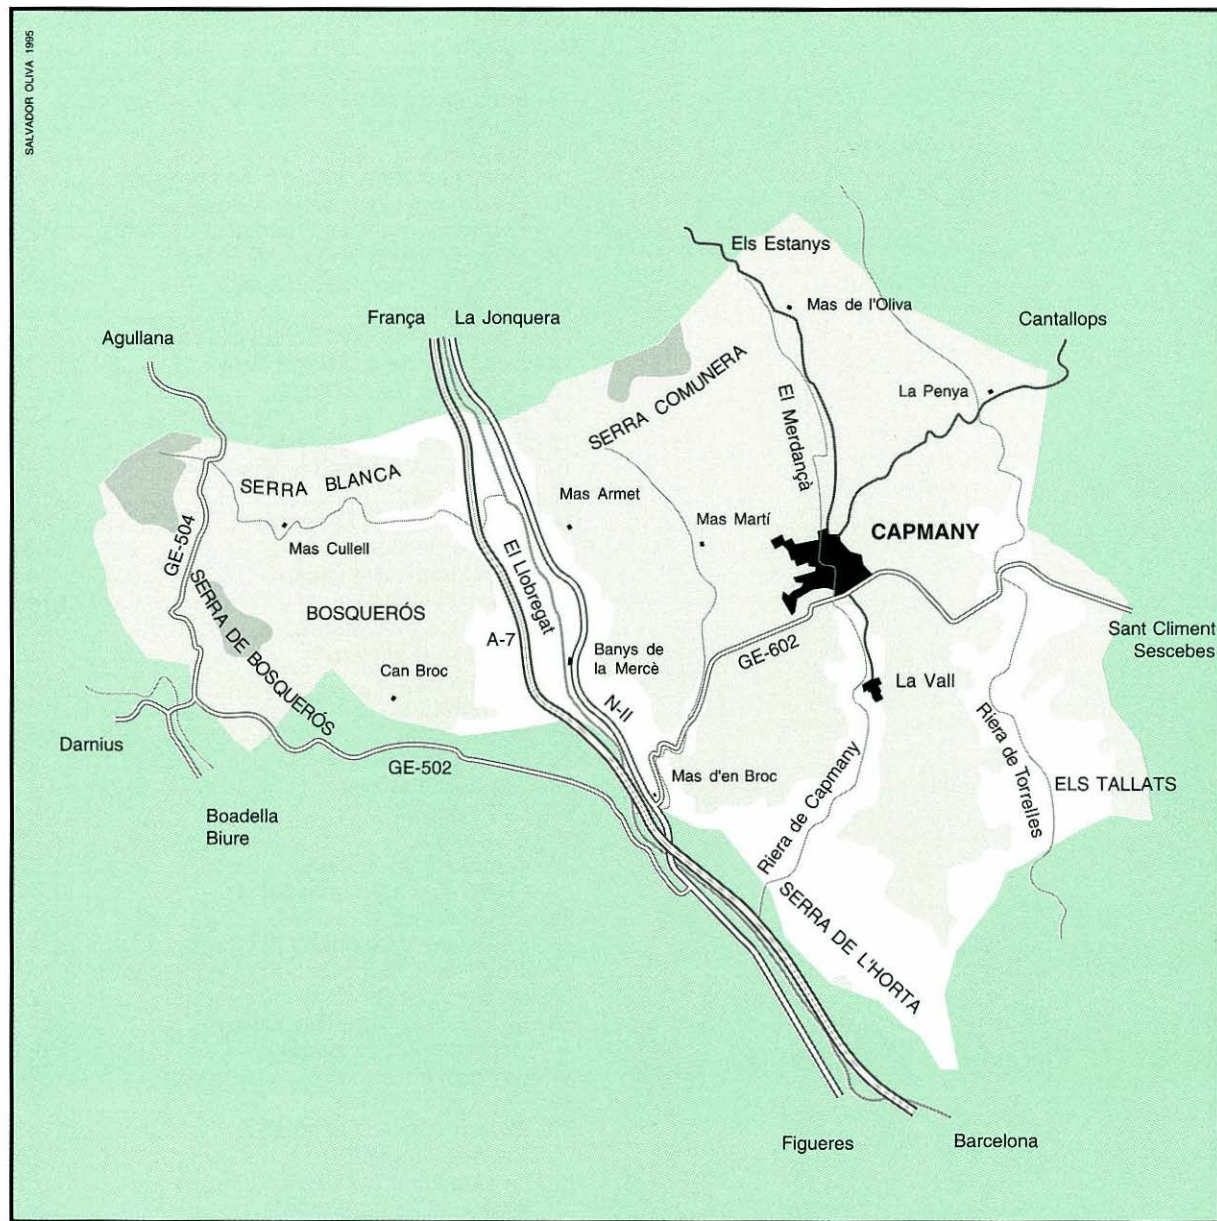 SALVADOR OLIVA 1995
Els Estanys
Mas de l'Oliva
França
La Jonquera
Cantallops
Agullana
SERRA COMUNERA
La Penya
El Merdançà
SERRA BLANCA
Mas Armet
Mas Martí
CAPMANY
Mas Cullell
GE-504
El Llobregat
SERRA DE BOSQUERÓS
BOSQUERÓS
A-7
Banys de
la Mercè
GE-602
Sant Climent
Sescebes
Can Broc
La Vall
N-II
Riera de Torrelles
Darnius
GE-502
Mas d'en Broc
Riera de Capmany
ELS TALLATS
Boadella
Biure
SERRA DE L'HORTA
Figueres
Barcelona